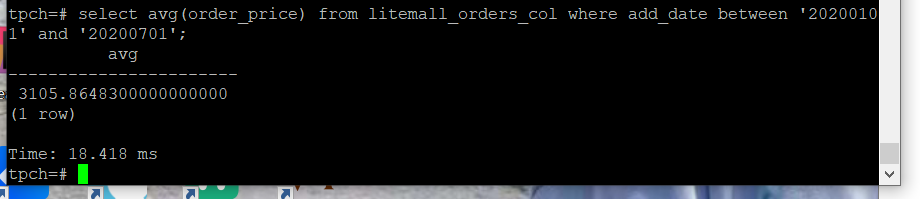 tpch=# select avg(order_price) from litemall_orders_col where add_date between '2020010
1' and '20200701';
avg
-----------------------
3105.8648300000000000
(1 row)
Time: 18.418 ms
tpch=#